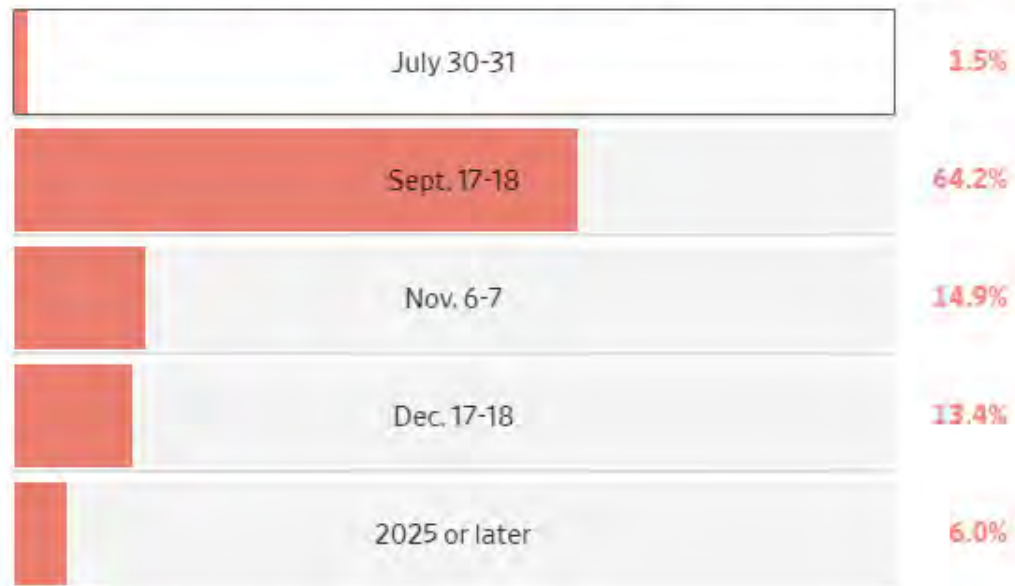 July 30-31
1.5%
Sept. 17-18
64.2%
Nov. 6-7
14.9%
Dec. 17-18
13.4%
2025 or later
6.0%